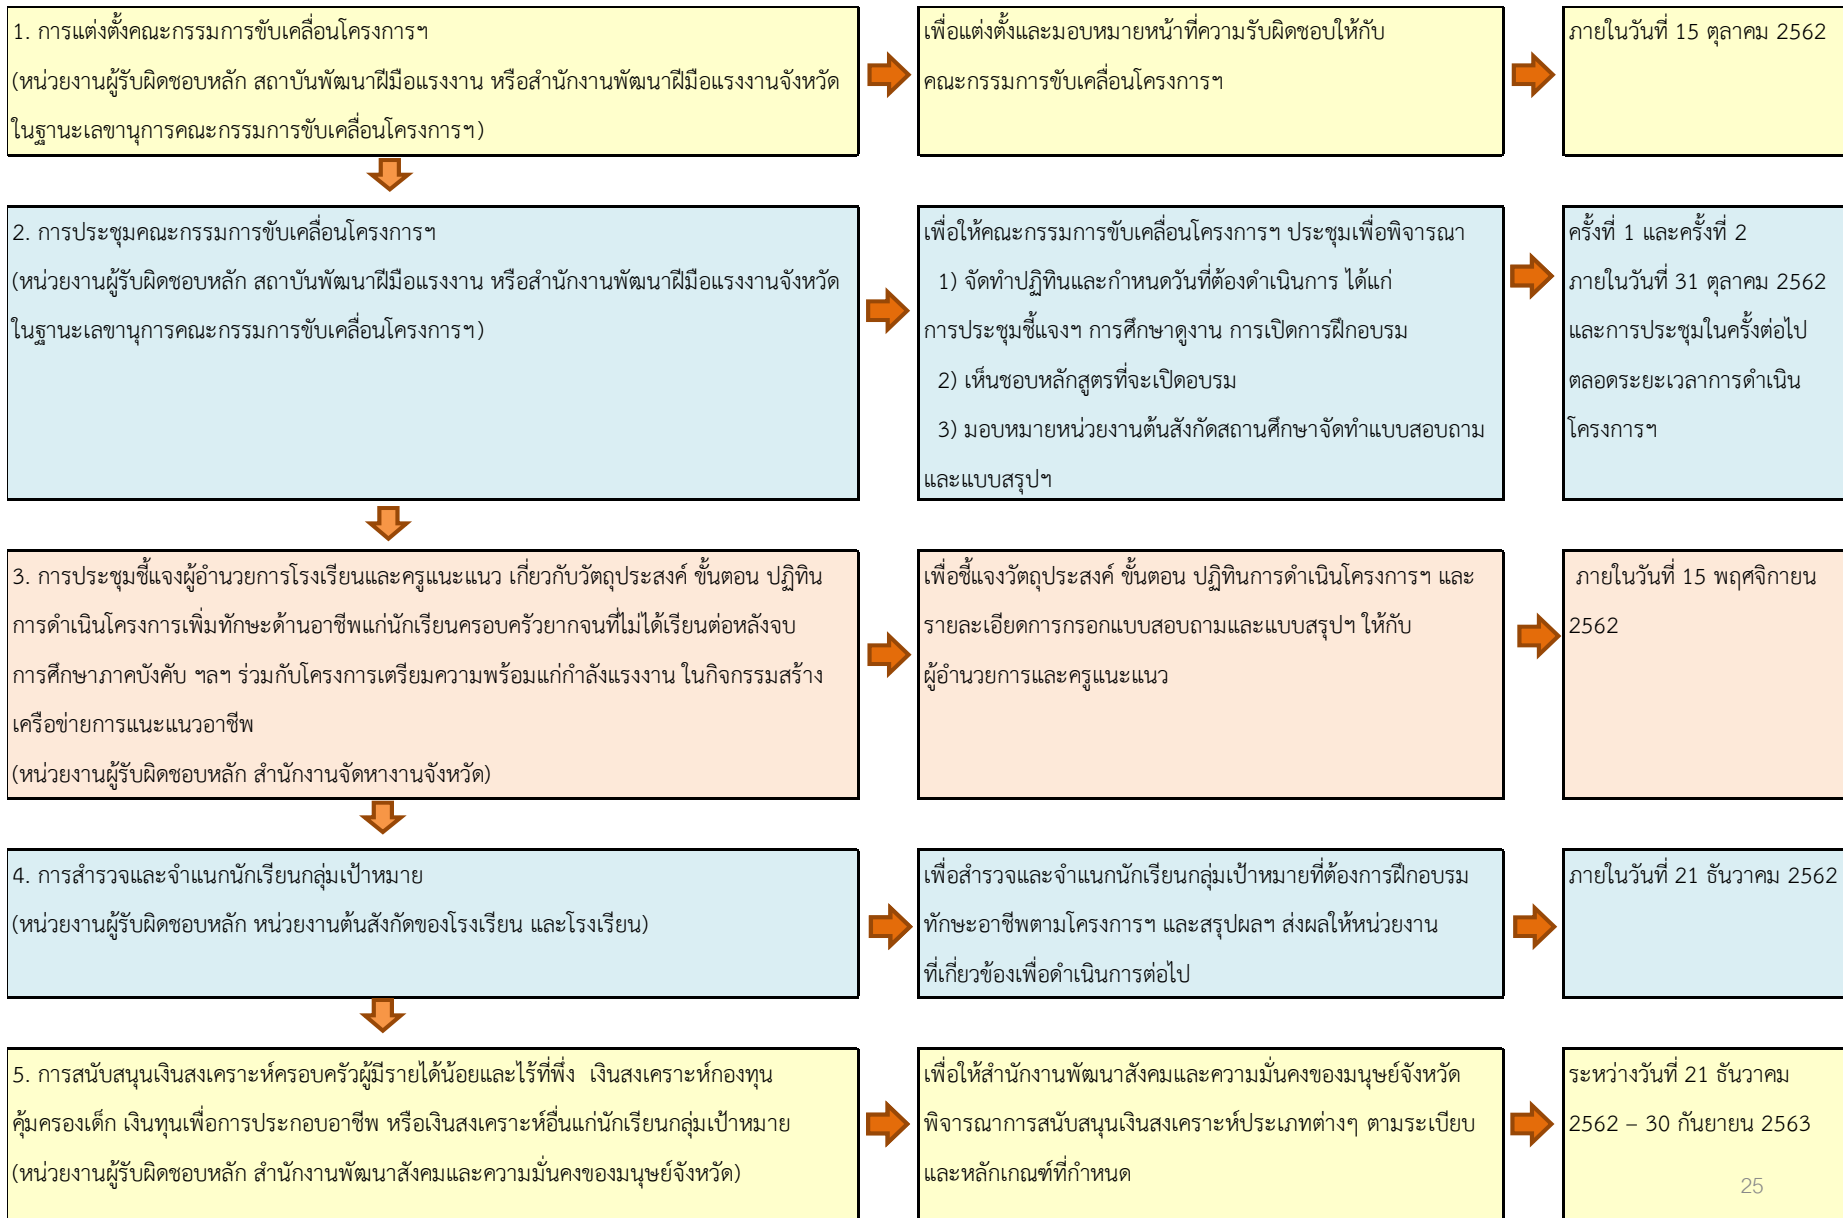 1. การแต่งตั้งคณะกรรมการขับเคลื่อนโครงการฯ
(หน่วยงานผู้รับผิดชอบหลัก สถาบันพัฒนาฝีมือแรงงาน หรือสำนักงานพัฒนาฝีมือแรงงานจังหวัด
ในฐานะเลขานุการคณะกรรมการขับเคลื่อนโครงการฯ)
เพื่อแต่งตั้งและมอบหมายหน้าที่ความรับผิดชอบให้กับ
คณะกรรมการขับเคลื่อนโครงการฯ
ภายในวันที่ 15 ตุลาคม 2562
2. การประชุมคณะกรรมการขับเคลื่อนโครงการฯ
(หน่วยงานผู้รับผิดชอบหลัก สถาบันพัฒนาฝีมือแรงงาน หรือสำนักงานพัฒนาฝีมือแรงงานจังหวัด
ในฐานะเลขานุการคณะกรรมการขับเคลื่อนโครงการฯ)
เพื่อให้คณะกรรมการขับเคลื่อนโครงการฯ ประชุมเพื่อพิจารณา
1) จัดทำปฏิทินและกำหนดวันที่ต้องดำเนินการ ได้แก่
การประชุมชี้แจงฯ การศึกษาดูงาน การเปิดการฝึกอบรม
2) เห็นชอบหลักสูตรที่จะเปิดอบรม
3) มอบหมายหน่วยงานต้นสังกัดสถานศึกษาจัดทำแบบสอบถาม
และแบบสรุปฯ
ครั้งที่ 1 และครั้งที่ 2
ภายในวันที่ 31 ตุลาคม 2562
และการประชุมในครั้งต่อไป
ตลอดระยะเวลาการดำเนิน
โครงการฯ
3. การประชุมชี้แจงผู้อำนวยการโรงเรียนและครูแนะแนว เกี่ยวกับวัตถุประสงค์ ขั้นตอน ปฏิทิน
การดำเนินโครงการเพิ่มทักษะด้านอาชีพแก่นักเรียนครอบครัวยากจนที่ไม่ได้เรียนต่อหลังจบ
การศึกษาภาคบังคับ ฯลฯ ร่วมกับโครงการเตรียมความพร้อมแก่กำลังแรงงาน ในกิจกรรมสร้าง
เครือข่ายการแนะแนวอาชีพ
(หน่วยงานผู้รับผิดชอบหลัก สำนักงานจัดหางานจังหวัด)
เพื่อชี้แจงวัตถุประสงค์ ขั้นตอน ปฏิทินการดำเนินโครงการฯ และ
รายละเอียดการกรอกแบบสอบถามและแบบสรุปฯ ให้กับ
ผู้อำนวยการและครูแนะแนว
ภายในวันที่ 15 พฤศจิกายน
2562
4. การสำรวจและจำแนกนักเรียนกลุ่มเป้าหมาย
(หน่วยงานผู้รับผิดชอบหลัก หน่วยงานต้นสังกัดของโรงเรียน และโรงเรียน)
เพื่อสำรวจและจำแนกนักเรียนกลุ่มเป้าหมายที่ต้องการฝึกอบรม
ทักษะอาชีพตามโครงการฯ และสรุปผลฯ ส่งผลให้หน่วยงาน
ที่เกี่ยวข้องเพื่อดำเนินการต่อไป
ภายในวันที่ 21 ธันวาคม 2562
5. การสนับสนุนเงินสงเคราะห์ครอบครัวผู้มีรายได้น้อยและไร้ที่พึ่ง เงินสงเคราะห์กองทุน
คุ้มครองเด็ก เงินทุนเพื่อการประกอบอาชีพ หรือเงินสงเคราะห์อื่นแก่นักเรียนกลุ่มเป้าหมาย
(หน่วยงานผู้รับผิดชอบหลัก สำนักงานพัฒนาสังคมและความมั่นคงของมนุษย์จังหวัด)
เพื่อให้สำนักงานพัฒนาสังคมและความมั่นคงของมนุษย์จังหวัด
พิจารณาการสนับสนุนเงินสงเคราะห์ประเภทต่างๆ ตามระเบียบ
และหลักเกณฑ์ที่กำหนด
ระหว่างวันที่ 21 ธันวาคม
2562 – 30 กันยายน 2563
25